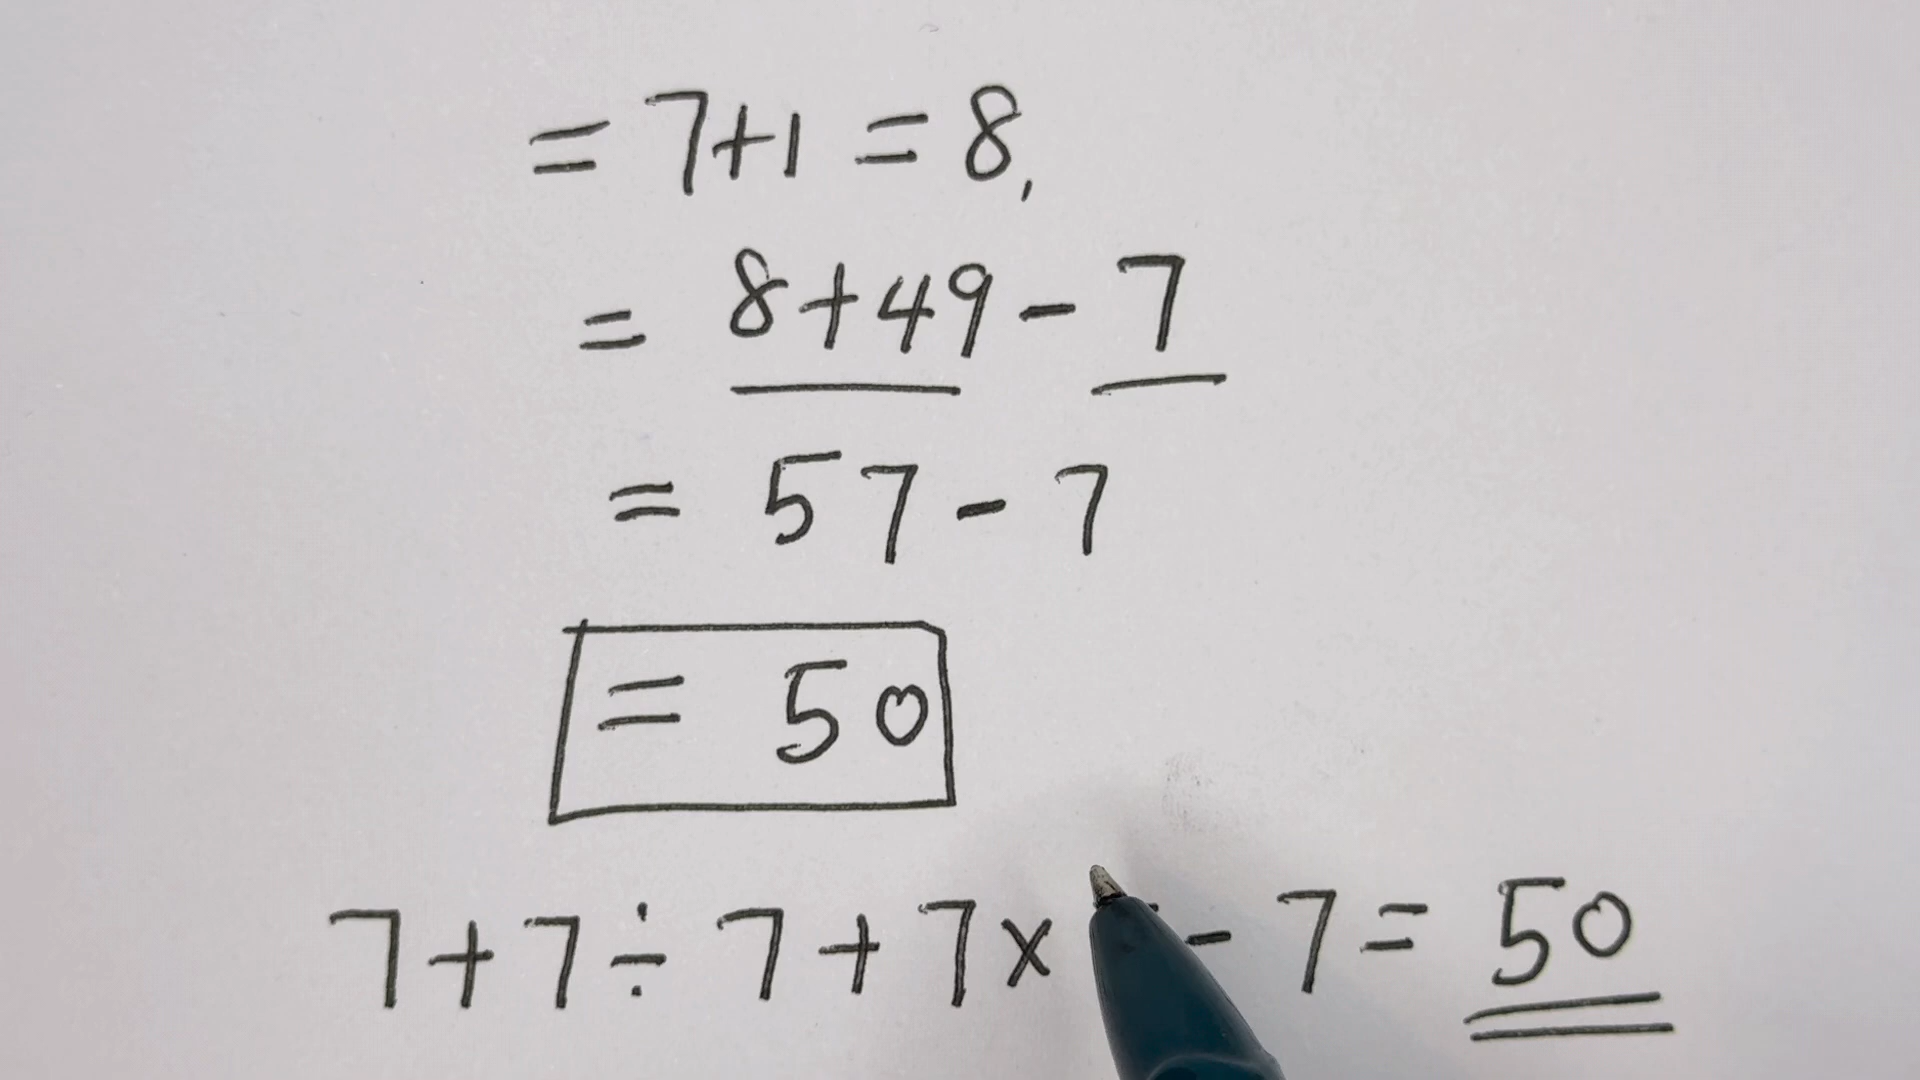 = 7+1 = 8,
= 8+49 - 7
= 57 - 7
= 50
7+7÷7+7× - 7 = 50